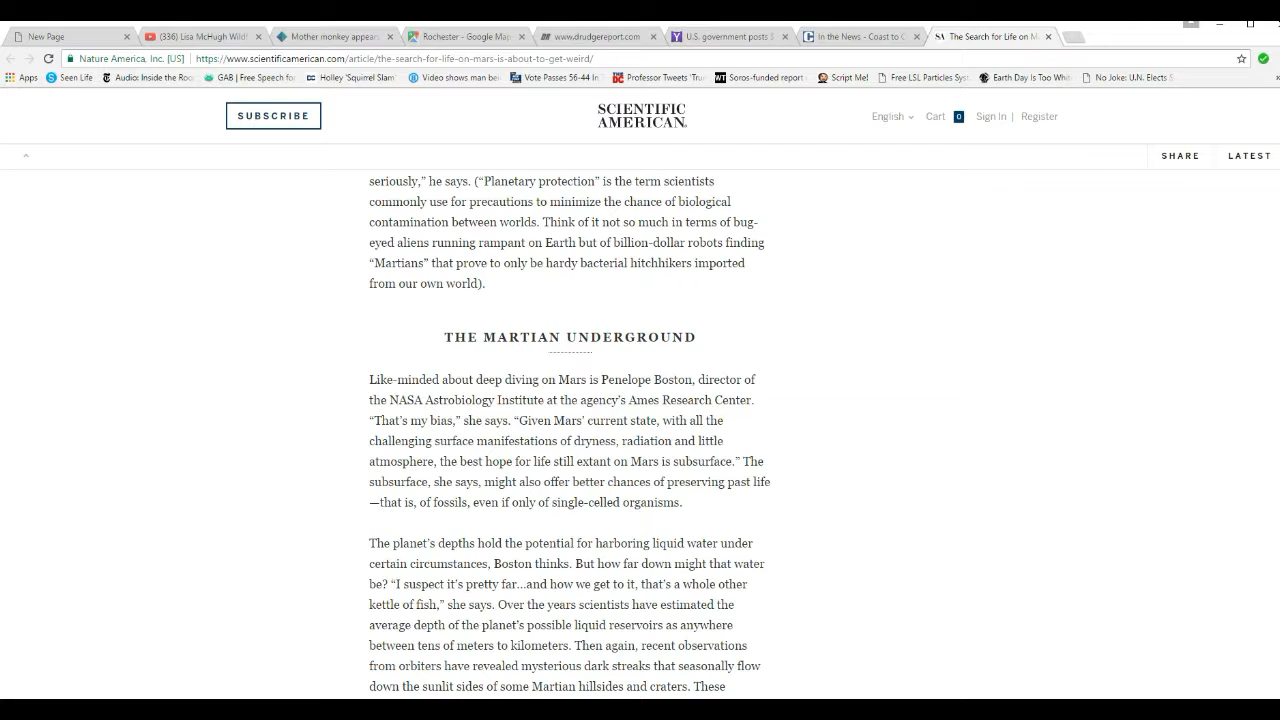 New Page
(336) Lisa McHugh Wildf
Mother monkey appears
Rochester - Google Map
www.drudgereport.com
U.S. government posts $
In the News - Coast to C
The Search for Life on M
Nature America, Inc. [US]
https://www.scientificamerican.com/article/the-search-for-life-on-mars-is-about-to-get-weird/
Apps
Seen Life
Audio: Inside the Roo
GAB | Free Speech fo
Holley 'Squirrel Slam'
Video shows man bei
Vote Passes 56-44 In
Professor Tweets 'Tru
Soros-funded report
Script Me!
Free LSL Particles Sys
Earth Day Is Too Whi
No Joke: U.N. Elects S
SUBSCRIBE
SCIENTIFIC
AMERICAN
English
Cart 0
Sign In | Register
SHARE
LATEST
seriously,” he says. (“Planetary protection” is the term scientists
commonly use for precautions to minimize the chance of biological
contamination between worlds. Think of it not so much in terms of bug-
eyed aliens running rampant on Earth but of billion-dollar robots finding
“Martians” that prove to only be hardy bacterial hitchhikers imported
from our own world).
THE MARTIAN UNDERGROUND
Like-minded about deep diving on Mars is Penelope Boston, director of
the NASA Astrobiology Institute at the agency’s Ames Research Center.
“That’s my bias,” she says. “Given Mars’ current state, with all the
challenging surface manifestations of dryness, radiation and little
atmosphere, the best hope for life still extant on Mars is subsurface.” The
subsurface, she says, might also offer better chances of preserving past life
—that is, of fossils, even if only of single-celled organisms.
The planet’s depths hold the potential for harboring liquid water under
certain circumstances, Boston thinks. But how far down might that water
be? “I suspect it’s pretty far...and how we get to it, that’s a whole other
kettle of fish,” she says. Over the years scientists have estimated the
average depth of the planet’s possible liquid reservoirs as anywhere
between tens of meters to kilometers. Then again, recent observations
from orbiters have revealed mysterious dark streaks that seasonally flow
down the sunlit sides of some Martian hillsides and craters. These